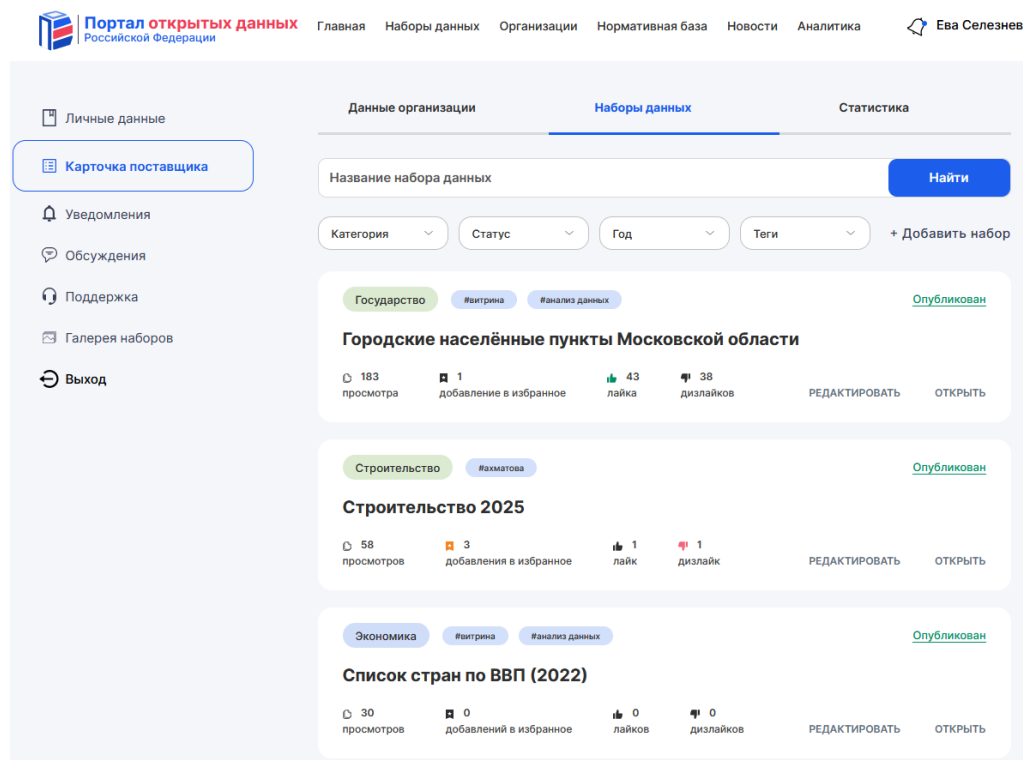 Портал открытых данных
Российской Федерации
Главная Наборы данных Организации Нормативная база Новости Аналитика
Ева Селезнев
Личные данные
Карточка поставщика
Уведомления
Обсуждения
Поддержка
Галерея наборов
Выход
Данные организации Наборы данных Статистика
Название набора данных Найти
Категория Статус Год Теги + Добавить набор
Государство #витрина #анализ данных Опубликован
Городские населённые пункты Московской области
183 1 43 38
просмотра добавление в избранное лайка дизлайков РЕДАКТИРОВАТЬ ОТКРЫТЬ
Строительство #ахматова Опубликован
Строительство 2025
58 3 1 1
просмотров добавления в избранное лайк дизлайк РЕДАКТИРОВАТЬ ОТКРЫТЬ
Экономика #витрина #анализ данных Опубликован
Список стран по ВВП (2022)
30 0 0 0
просмотров добавлений в избранное лайков дизлайков РЕДАКТИРОВАТЬ ОТКРЫТЬ